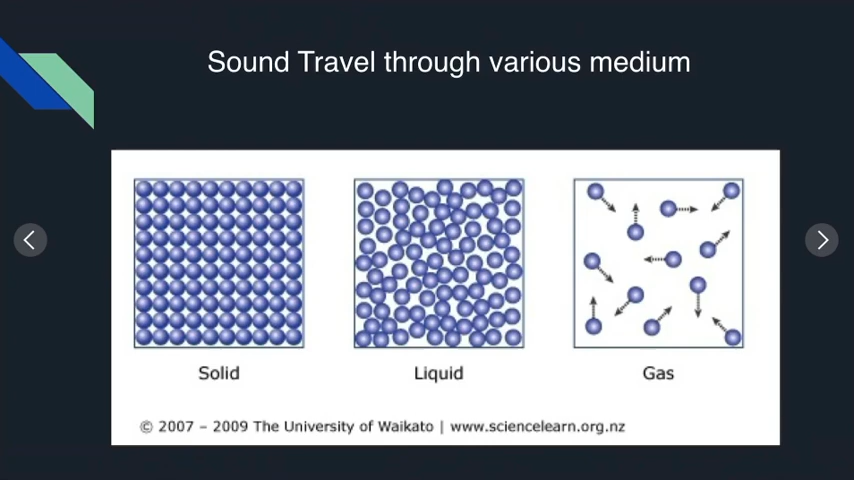 Sound Travel through various medium
Solid
Liquid
Gas
© 2007 – 2009 The University of Waikato | www.sciencelearn.org.nz